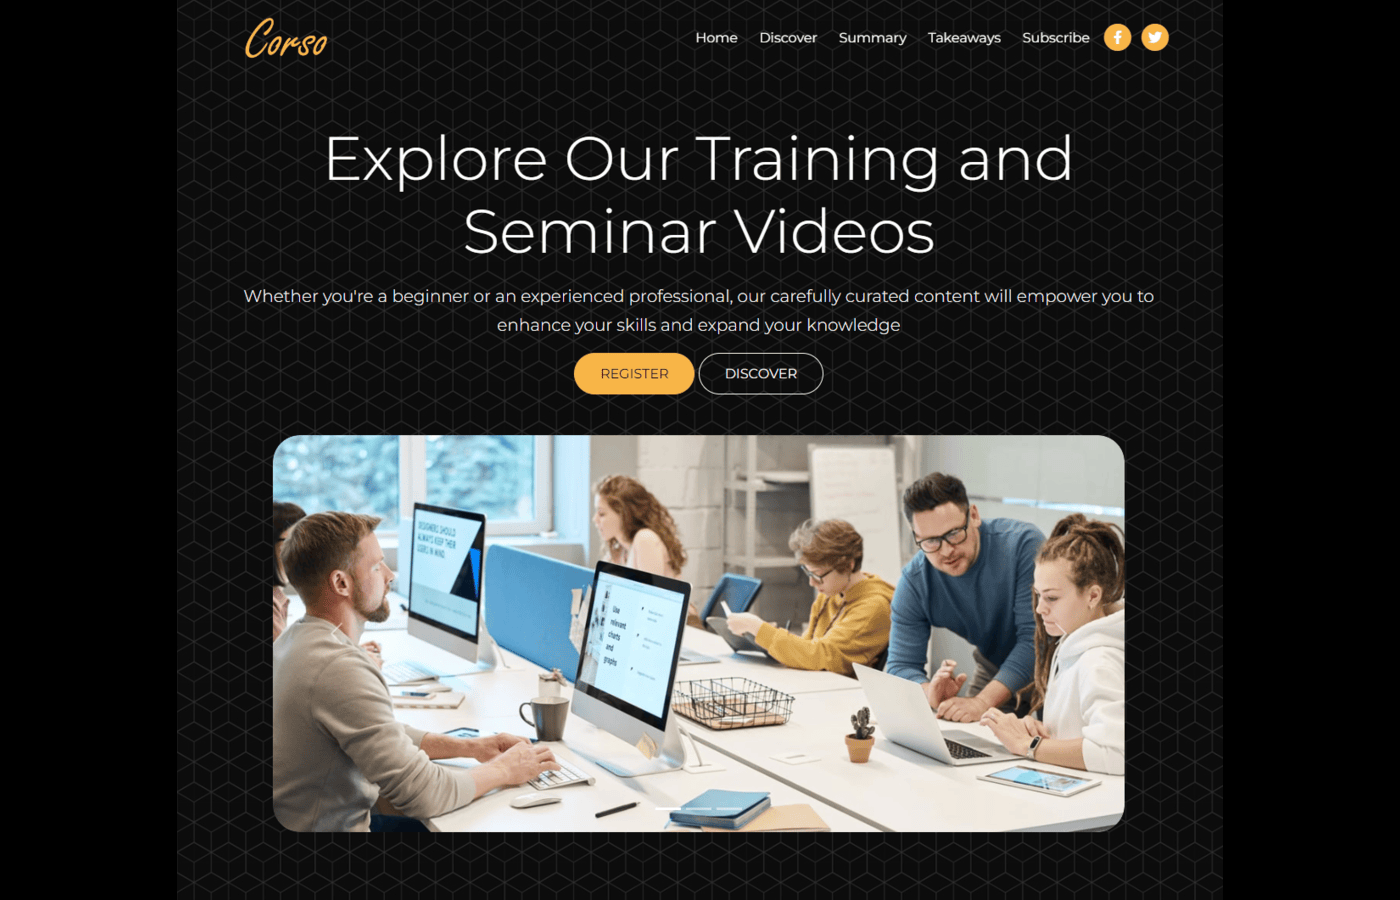 Corso
Home Discover Summary Takeaways Subscribe
Explore Our Training and
Seminar Videos
Whether you're a beginner or an experienced professional, our carefully curated content will empower you to
enhance your skills and expand your knowledge
REGISTER DISCOVER
DESIGNERS SHOULD
ALWAYS KEEP THEIR
USERS IN MIND.
Use
relevant
charts
and
graphs